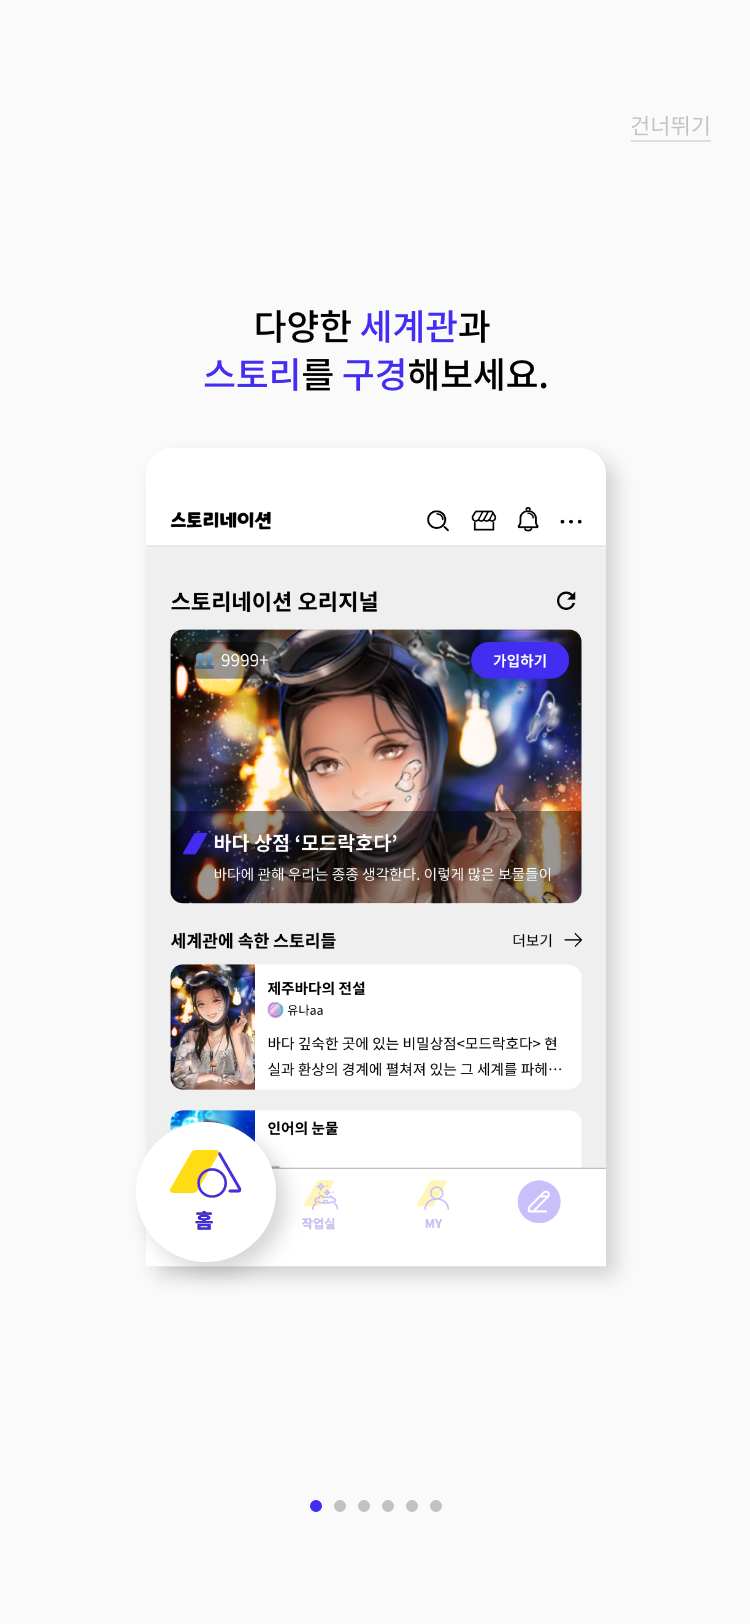 건너뛰기
다양한 세계관과
스토리를 구경해보세요.
스토리네이션
스토리네이션 오리지널
9999+
가입하기
바다 상점 ‘모드락호다’
바다에 관해 우리는 종종 생각한다. 이렇게 많은 보물들이
세계관에 속한 스토리들
더보기
제주바다의 전설
유나aa
바다 깊숙한 곳에 있는 비밀상점<모드락호다> 현
실과 환상의 경계에 펼쳐져 있는 그 세계를 파헤…
인어의 눈물
홈
작업실
MY